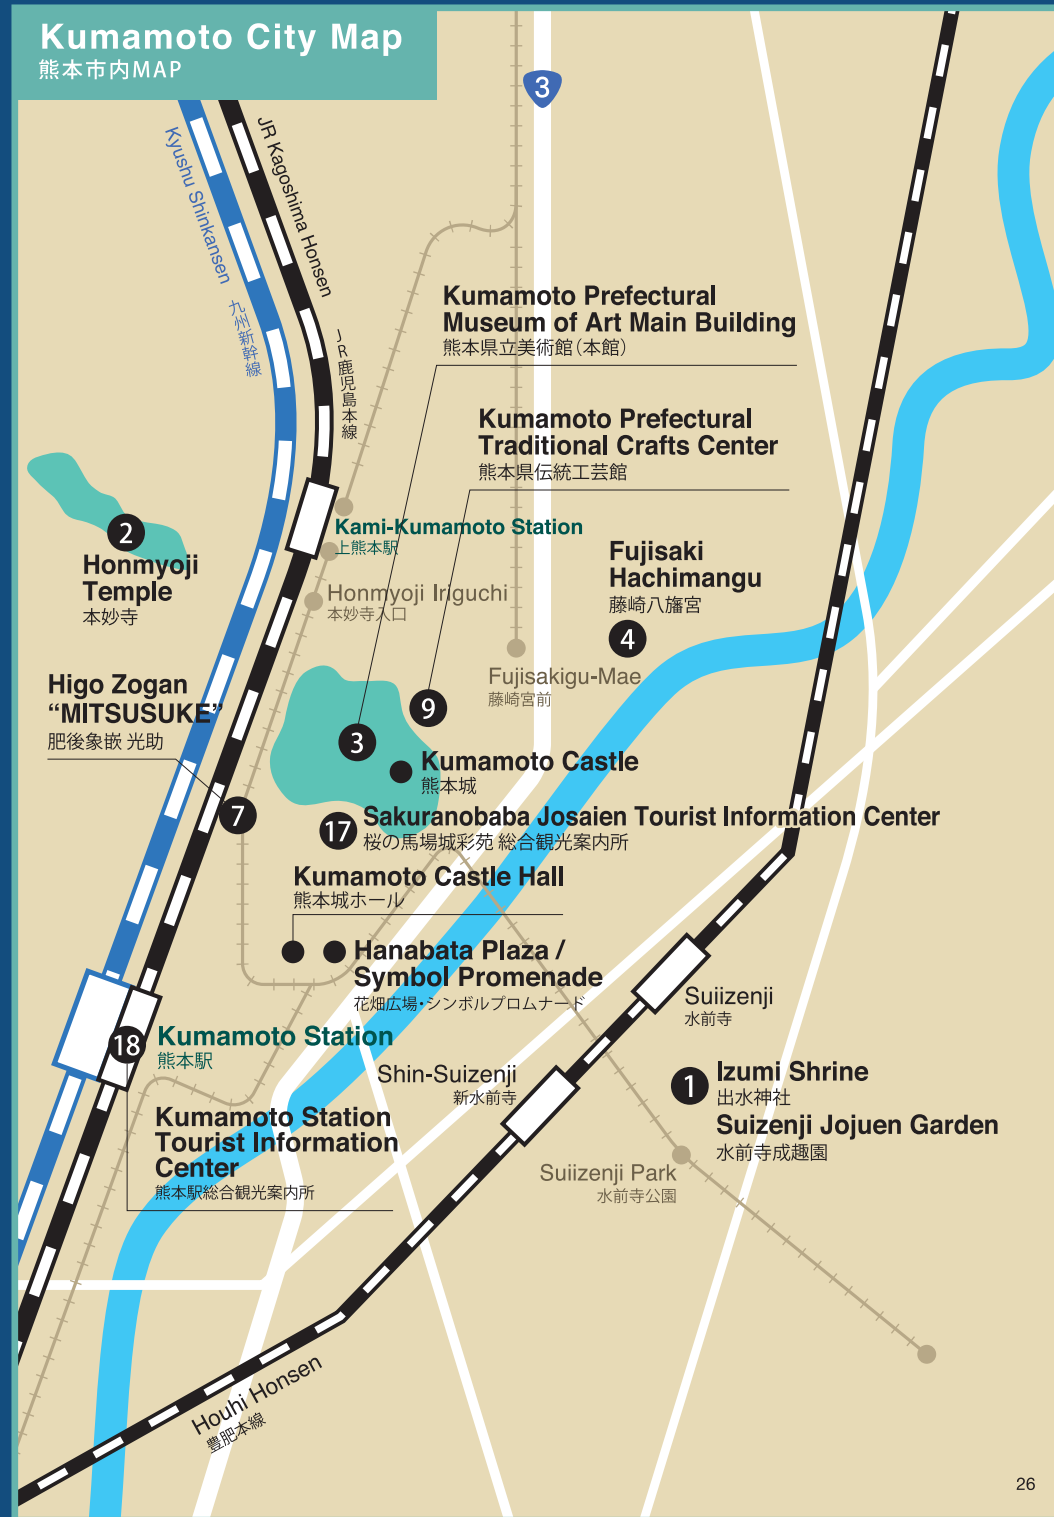 Kumamoto City Map
熊本市内MAP
3
Kyushu Shinkansen 九州新幹線
JR Kagoshima Honsen JR鹿児島本線
Kumamoto Prefectural
Museum of Art Main Building
熊本県立美術館(本館)
Kumamoto Prefectural
Traditional Crafts Center
熊本県伝統工芸館
2
Honmyoji
Temple
本妙寺
Kami-Kumamoto Station
上熊本駅
Honmyoji Iriguchi
本妙寺入口
Fujisaki
Hachimangu
藤崎八旛宮
4
Fujisakigu-Mae
藤崎宮前
Higo Zogan
“MITSUSUKE”
肥後象嵌 光助
9
3
Kumamoto Castle
熊本城
7
17
Sakuranobaba Josaien Tourist Information Center
桜の馬場城彩苑 総合観光案内所
Kumamoto Castle Hall
熊本城ホール
Hanabata Plaza /
Symbol Promenade
花畑広場・シンボルプロムナード
Suiizenji
水前寺
18
Kumamoto Station
熊本駅
Shin-Suizenji
新水前寺
1
Izumi Shrine
出水神社
Suizenji Jojuen Garden
水前寺成趣園
Kumamoto Station
Tourist Information
Center
熊本駅総合観光案内所
Suiizenji Park
水前寺公園
Houhi Honsen
豊肥本線
26